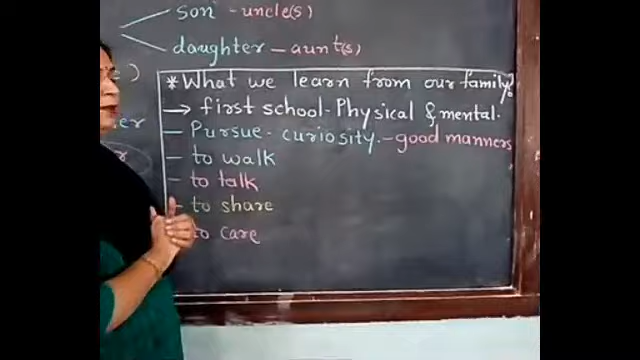 son - uncle(s)
daughter - aunt(s)
*What we learn from our family?
→ first school - Physical & mental.
- Pursue - curiosity. - good manners
- to walk
- to talk
- to share
to care